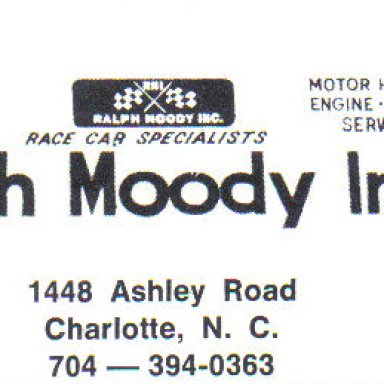 RMI
RALPH MOODY INC.
RACE CAR SPECIALISTS
MOTOR H
ENGINE ·
SERV
h Moody In
1448 Ashley Road
Charlotte, N. C.
704 — 394-0363